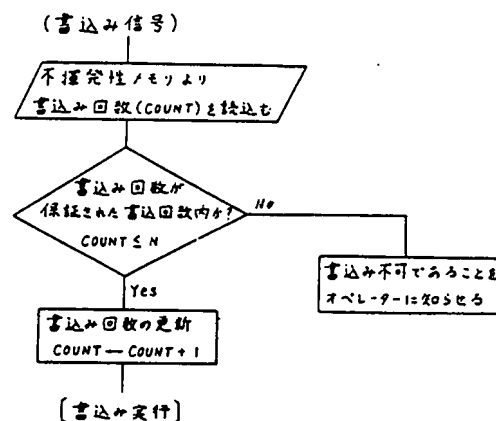 (書込み信号)
不揮発性メモリより
書込み回数(COUNT)を読込む
書込み回数が
保証された書込回数内か?
COUNT ≤ N
No
Yes
書込み不可であることを
オペレーターに知らせる
書込み回数の更新
COUNT ← COUNT + 1
[書込み実行]